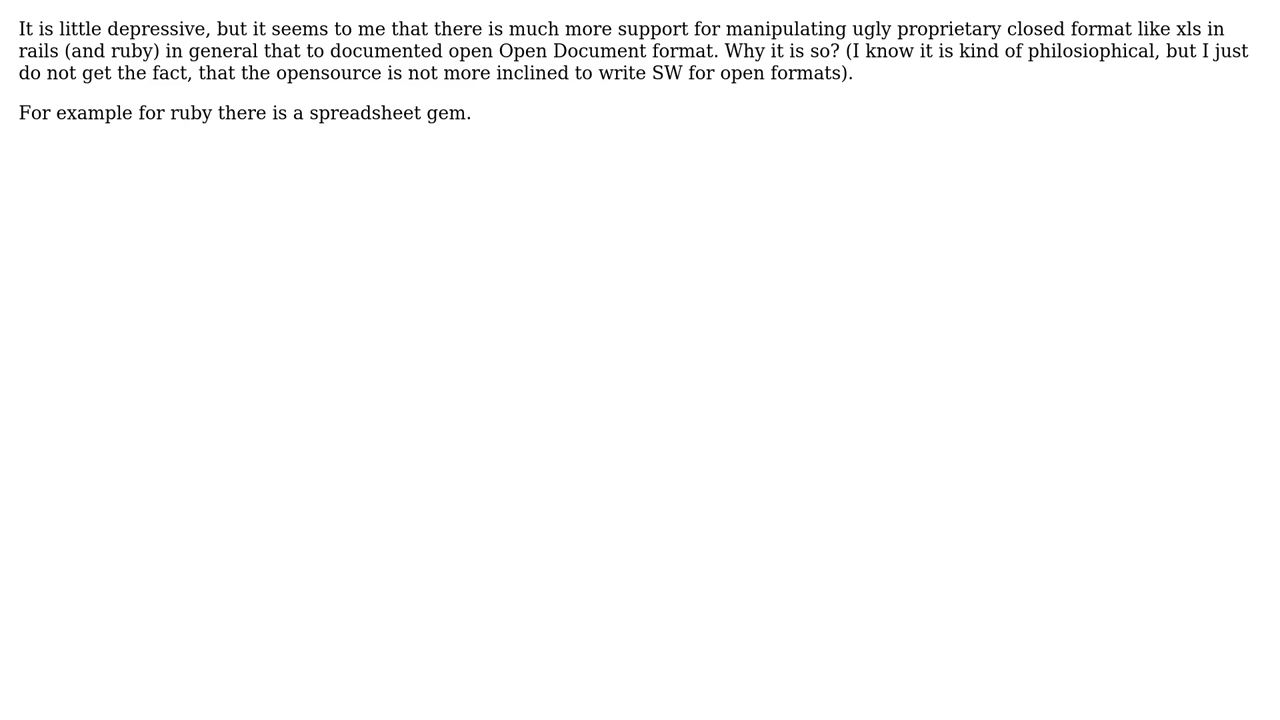 It is little depressive, but it seems to me that there is much more support for manipulating ugly proprietary closed format like xls in
rails (and ruby) in general that to documented open Open Document format. Why it is so? (I know it is kind of philosiophical, but I just
do not get the fact, that the opensource is not more inclined to write SW for open formats).
For example for ruby there is a spreadsheet gem.